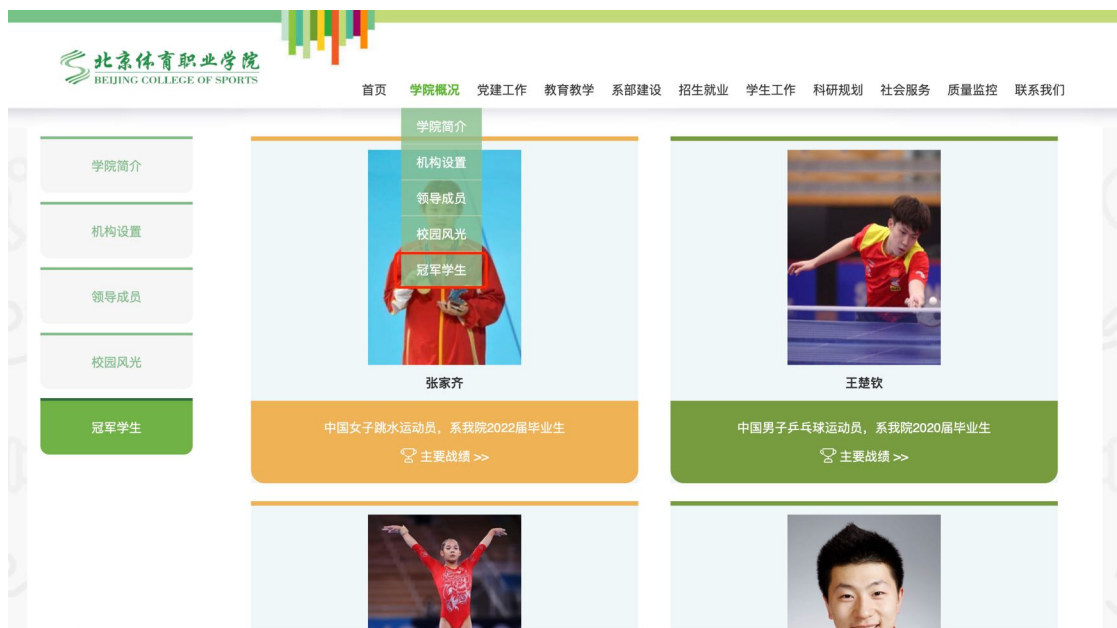 北京体育职业学院
BEIJING COLLEGE OF SPORTS
首页 学院概况 党建工作 教育教学 系部建设 招生就业 学生工作 科研规划 社会服务 质量监控 联系我们
学院简介
机构设置
领导成员
校园风光
冠军学生
学院简介
机构设置
领导成员
校园风光
冠军学生
张家齐
中国女子跳水运动员，系我院2022届毕业生
主要战绩 >>
王楚钦
中国男子乒乓球运动员，系我院2020届毕业生
主要战绩 >>